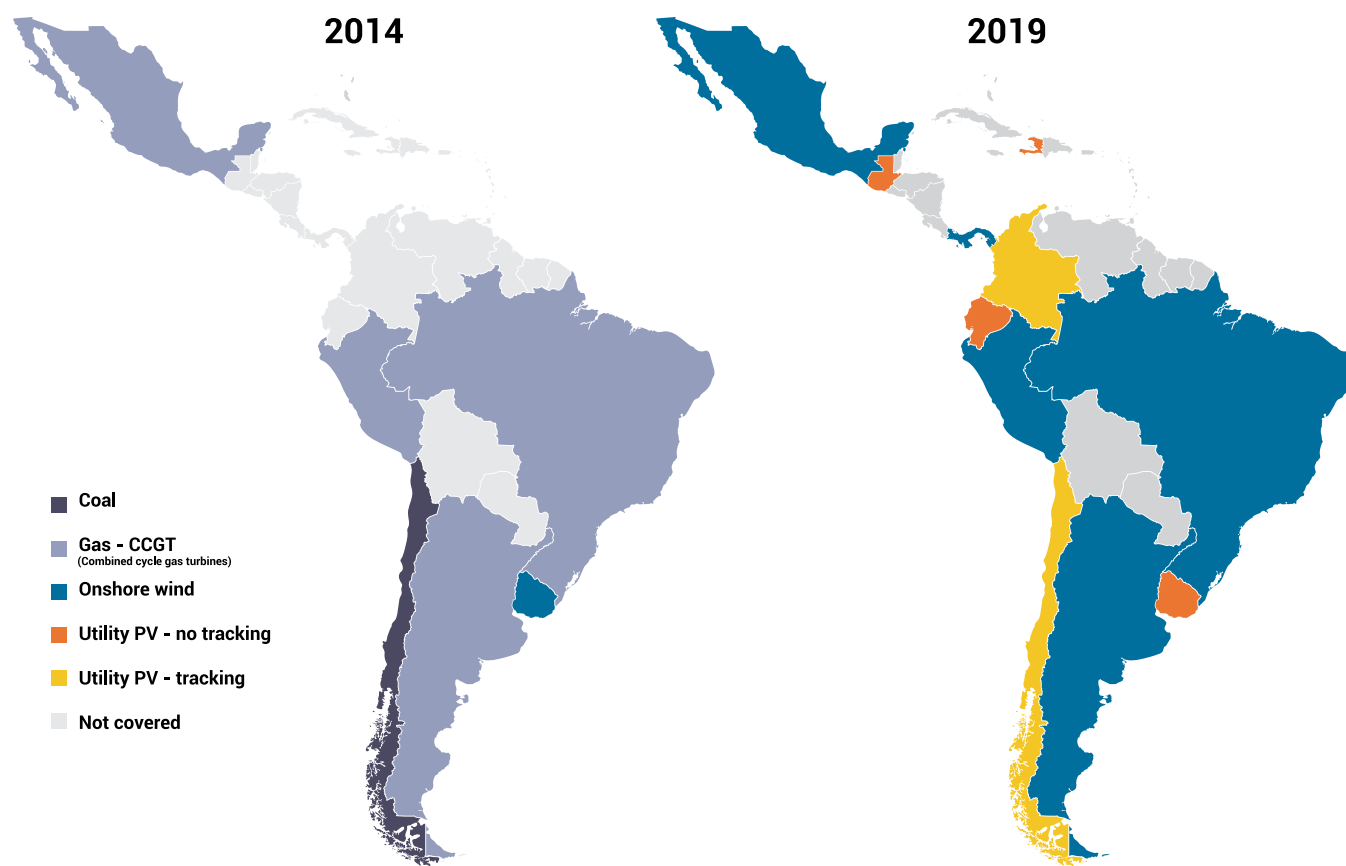 2014
2019
Coal
Gas - CCGT
(Combined cycle gas turbines)
Onshore wind
Utility PV - no tracking
Utility PV - tracking
Not covered